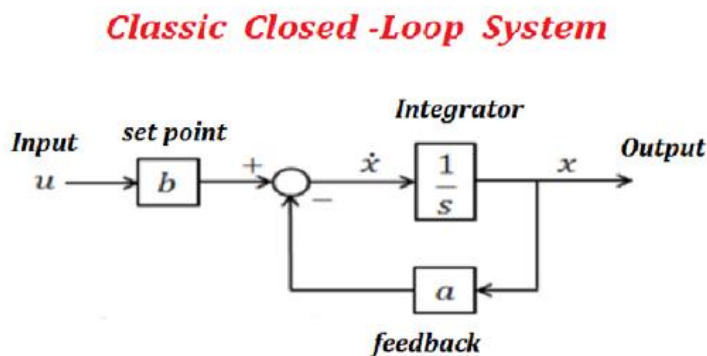 Classic Closed -Loop System
Integrator
set point
Input
Output
u
b
+
−
ẋ
1
s
x
a
feedback